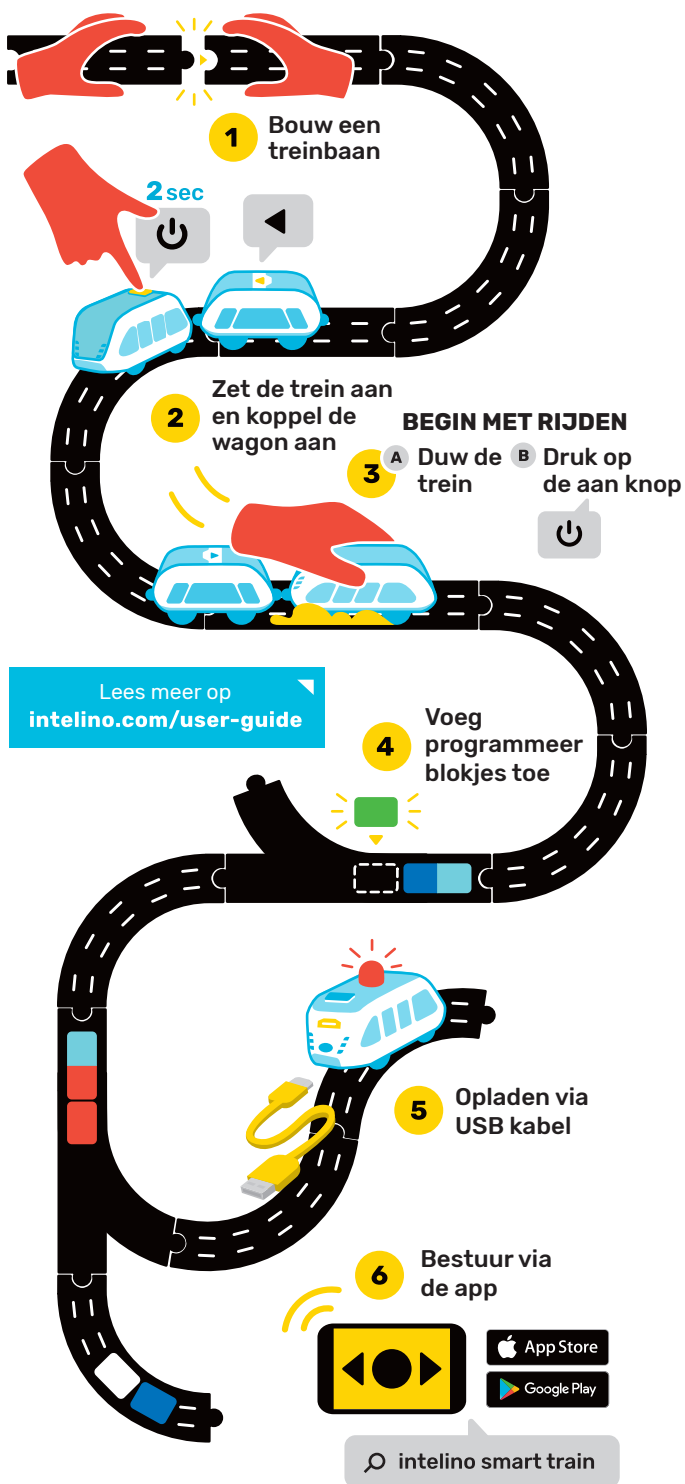 1
Bouw een
treinbaan
2 sec
2
Zet de trein aan
en koppel de
wagon aan
BEGIN MET RIJDEN
3
A Duw de
trein
B Druk op
de aan knop
Lees meer op
intelino.com/user-guide
4
Voeg
programmeer
blokjes toe
5
Opladen via
USB kabel
6
Bestuur via
de app
App Store
Google Play
intelino smart train